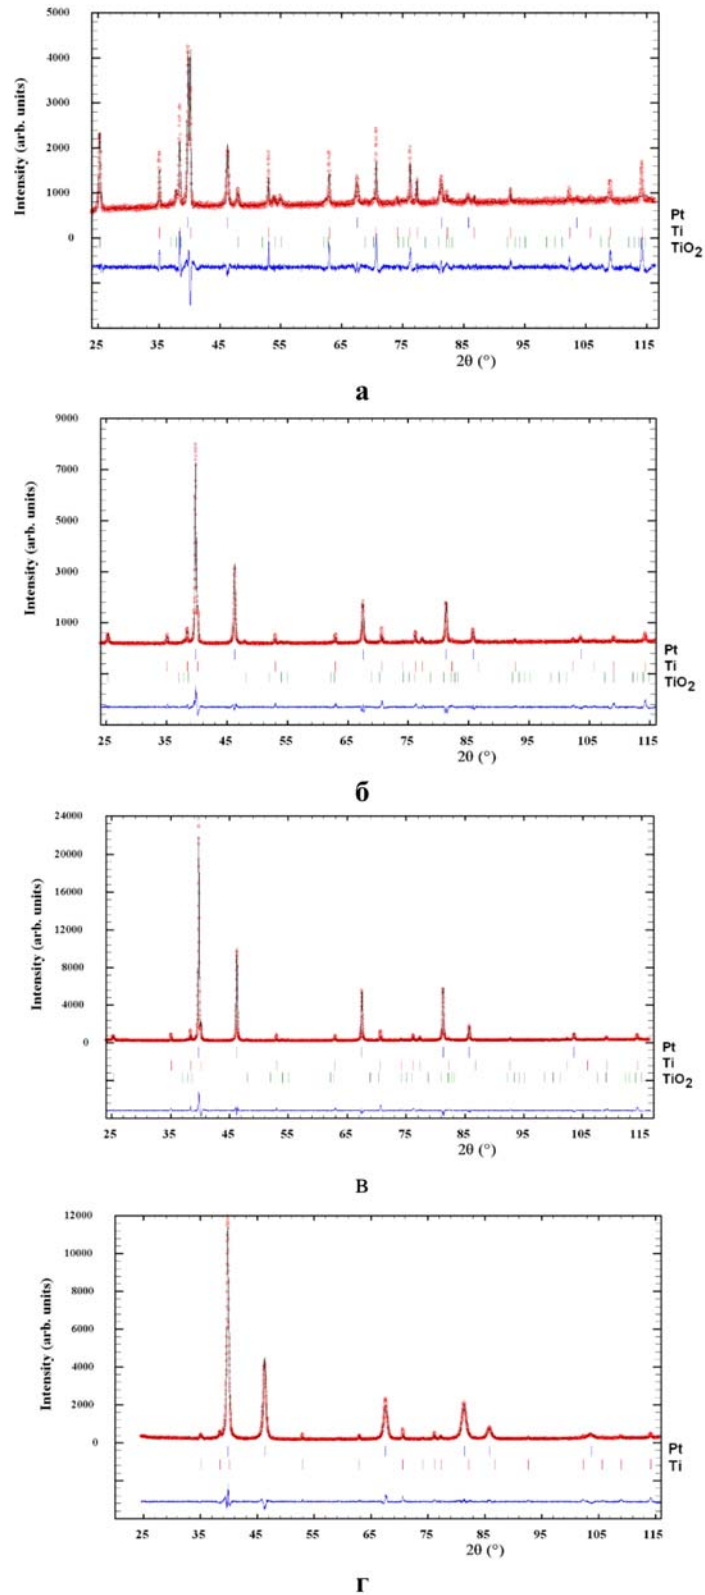 Intensity (arb. units)
5000
4000
3000
2000
1000
0
Pt
Ti
TiO2
25 35 45 55 65 75 85 95 105 115
2θ (°)
а
Intensity (arb. units)
9000
7000
5000
3000
1000
Pt
Ti
TiO2
25 35 45 55 65 75 85 95 105 115
2θ (°)
б
Intensity (arb. units)
24000
20000
16000
12000
8000
4000
0
Pt
Ti
TiO2
25 35 45 55 65 75 85 95 105 115
2θ (°)
в
Intensity (arb. units)
12000
10000
8000
6000
4000
2000
0
Pt
Ti
25 35 45 55 65 75 85 95 105 115
2θ (°)
г